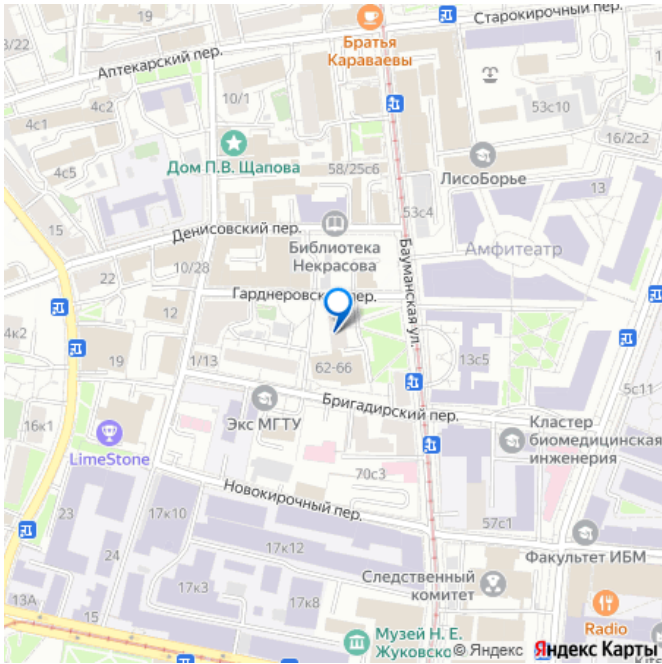 3/22
19
Старокирочный пер.
Братья
Караваевы
Аптекарский пер.
10/1
4с2
4с1
53с10
16/2с2
4с5
Дом П.В. Щапова
58/25с6
ЛисоБорье
13
53с4
15
Денисовский пер.
Библиотека
Некрасова
Амфитеатр
Бауманская ул.
22
10/28
Гарднеровский пер.
12
4к2
19
1/13
62-66
13с5
5с11
Бригадирский пер.
16к1
Экс МГТУ
Кластер
биомедицинская
инженерия
LimeStone
70с3
Новокирочный пер.
23
17к10
57с1
24
17к12
Факультет ИБМ
17к3
Следственный
комитет
13А
15
17к8
Radio
Музей Н. Е.
Жуковско
© Яндекс Яндекс Карты